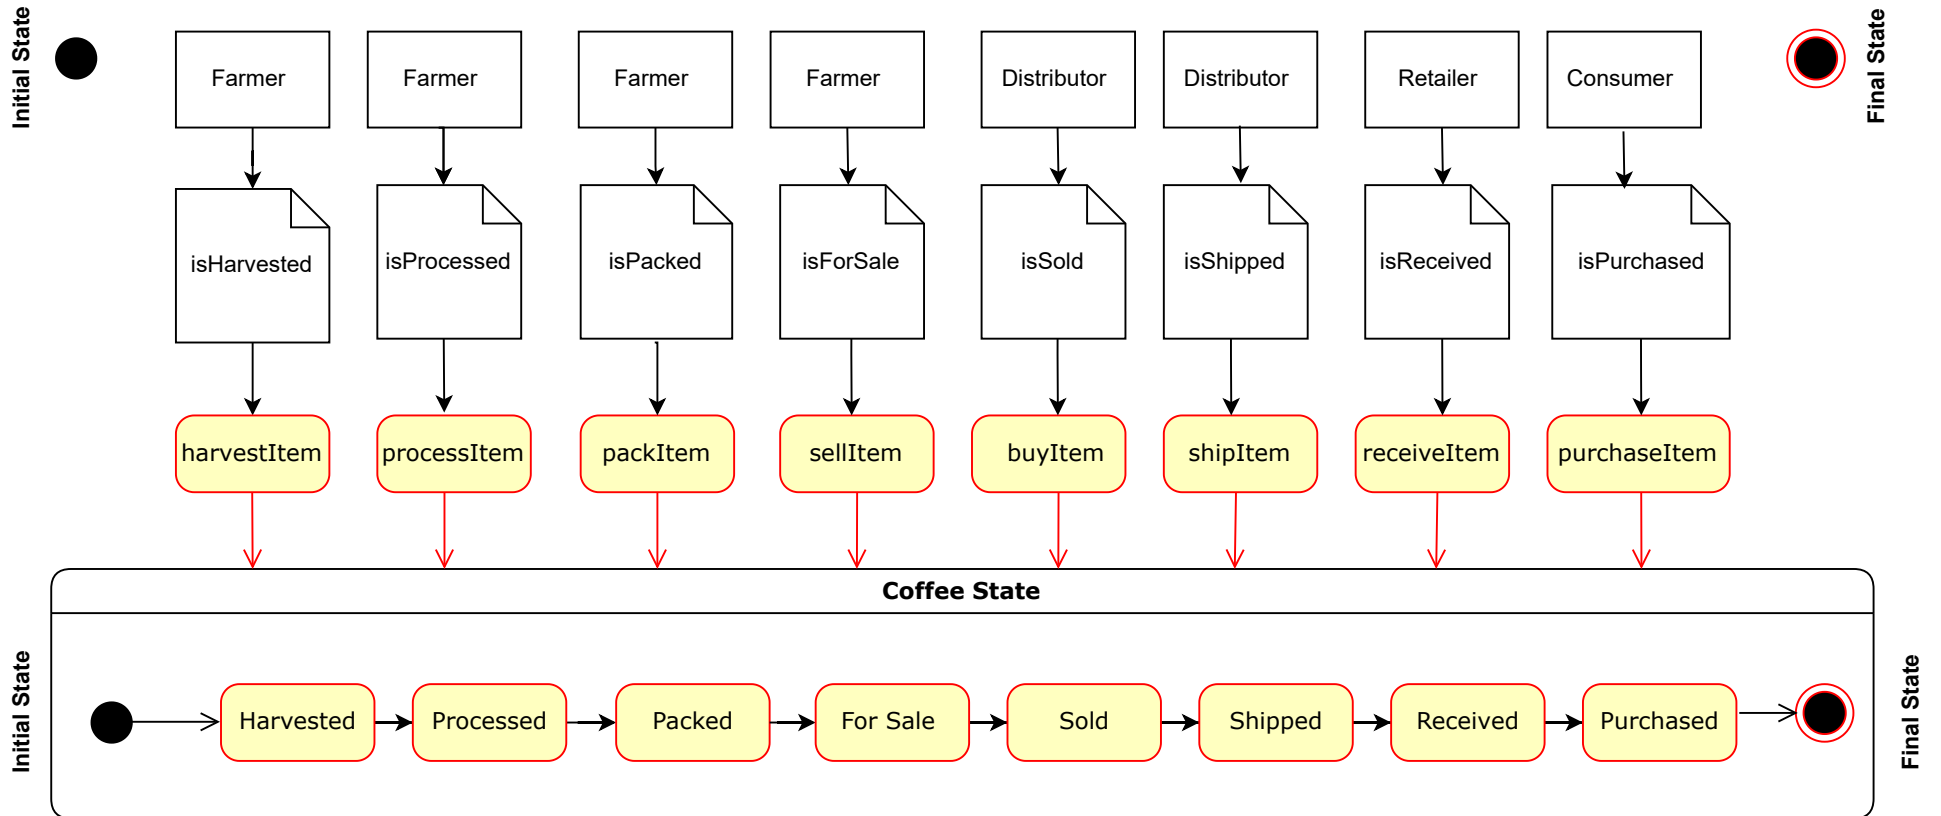 Initial State
Farmer
Farmer
Farmer
Farmer
Distributor
Distributor
Retailer
Consumer
Final State
isHarvested
isProcessed
isPacked
isForSale
isSold
isShipped
isReceived
isPurchased
harvestItem
processItem
packItem
sellItem
buyItem
shipItem
receiveItem
purchaseItem
Coffee State
Initial State
Harvested
Processed
Packed
For Sale
Sold
Shipped
Received
Purchased
Final State